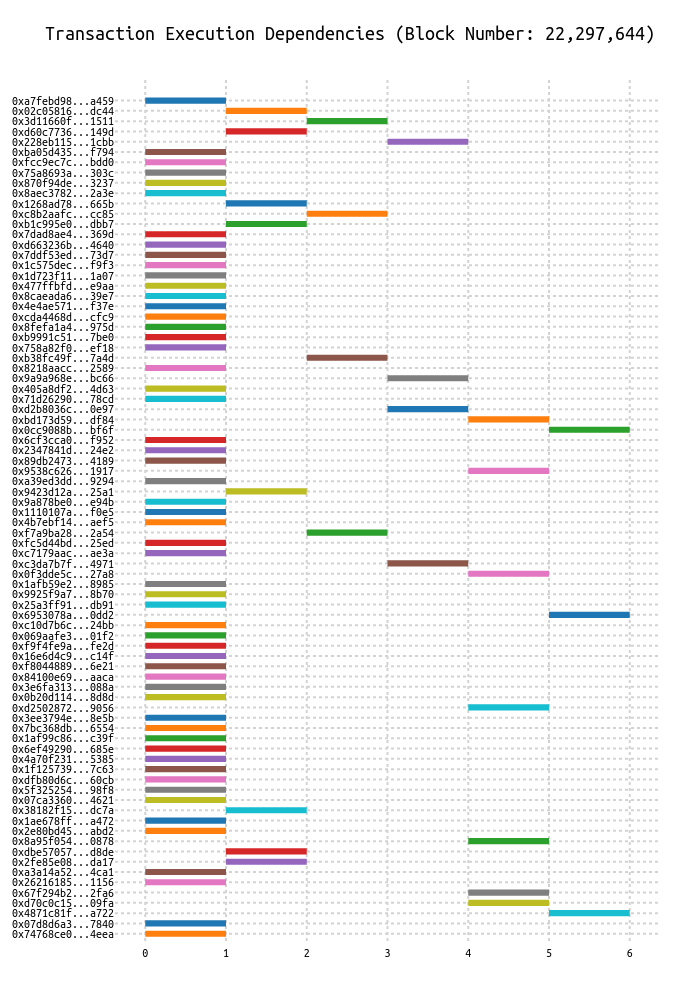 Transaction Execution Dependencies (Block Number: 22,297,644)
0xa7febd98...a459
0x02c05816...dc44
0x3d11660f...1511
0xd60c7736...149d
0x228eb115...1cbb
0xba05d435...f794
0xfcc9ec7c...bdd0
0x75a8693a...303c
0x870f94de...3237
0x8aec3782...2a3e
0x1268ad78...665b
0xc8b2aafc...cc85
0xb1c995e0...dbb7
0x7dad8ae4...369d
0xd663236b...4640
0x7ddf53ed...73d7
0x1c575dec...f9f3
0x1d723f11...1a07
0x477ffbfd...e9aa
0x8caeada6...39e7
0x4e4ae571...f37e
0xcda4468d...cfc9
0x8fefa1a4...975d
0xb9991c51...7be0
0x758a82f0...ef18
0xb38fc49f...7a4d
0x8218aacc...2589
0x9a9a968e...bc66
0x405a8df2...4d63
0x71d26290...78cd
0xd2b8036c...0e97
0xbd173d59...df84
0x0cc9088b...bf6f
0x6cf3cca0...f952
0x2347841d...24e2
0x89db2473...4189
0x9538c626...1917
0xa39ed3dd...9294
0x9423d12a...25a1
0x9a878be0...e94b
0x1110107a...f0e5
0x4b7ebf14...aef5
0xf7a9ba28...2a54
0xfc5d44bd...25ed
0xc7179aac...ae3a
0xc3da7b7f...4971
0x0f3dde5c...27a8
0x1afb59e2...8985
0x9925f9a7...8b70
0x25a3ff91...db91
0x6953078a...0dd2
0xc10d7b6c...24bb
0x069aafe3...01f2
0xf9f4fe9a...fe2d
0x16e6d4c9...c14f
0xf8044889...6e21
0x84100e69...aaca
0x3e6fa313...088a
0x0b20d114...8d8d
0xd2502872...9056
0x3ee3794e...8e5b
0x7bc368db...6554
0x1af99c86...c39f
0x6ef49290...685e
0x4a70f231...5385
0x1f125739...7c63
0xdfb80d6c...60cb
0x5f325254...98f8
0x07ca3360...4621
0x38182f15...dc7a
0x1ae678ff...a472
0x2e80bd45...abd2
0x8a95f054...0878
0xdbe57057...d8de
0x2fe85e08...da17
0xa3a14a52...4ca1
0x26216185...1156
0x67f294b2...2fa6
0xd70c0c15...09fa
0x4871c81f...a722
0x07d8d6a3...7840
0x74768ce0...4eea
0 1 2 3 4 5 6